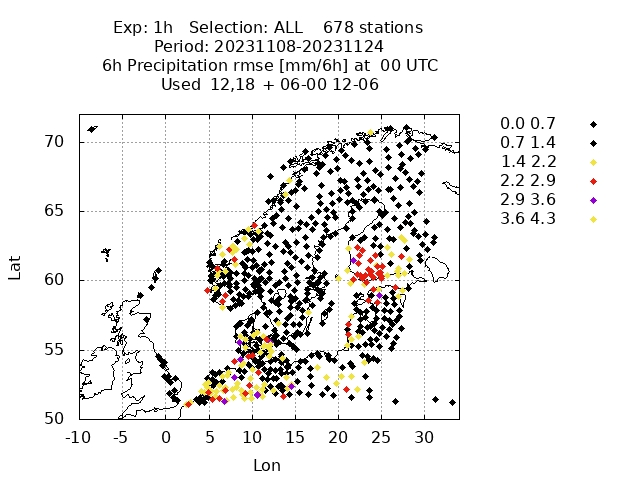 Exp: 1h   Selection: ALL    678 stations
Period: 20231108-20231124
6h Precipitation rmse [mm/6h] at  00 UTC
Used  12,18 + 06-00 12-06
0.0 0.7
0.7 1.4
1.4 2.2
2.2 2.9
2.9 3.6
3.6 4.3
70
65
60
55
50
Lat
-10 -5 0 5 10 15 20 25 30
Lon